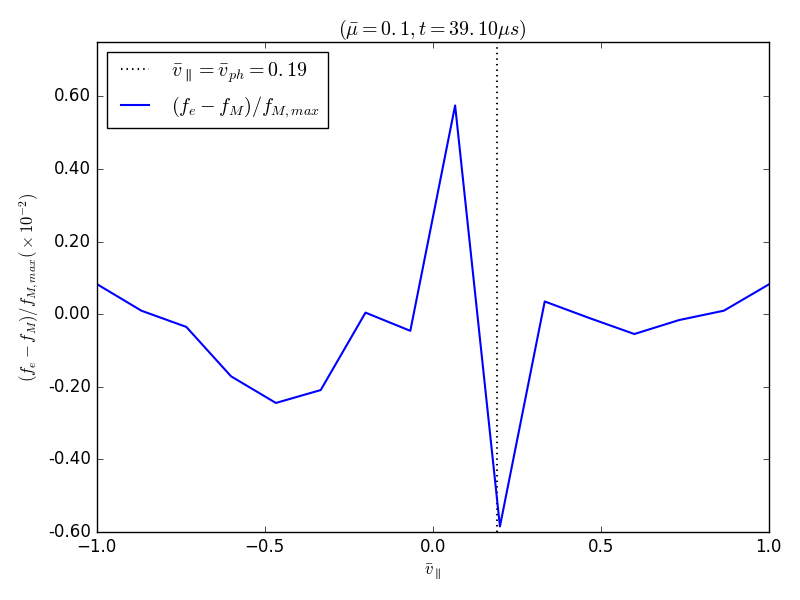 (μ̄ = 0.1, t = 39.10μs)
v̄∥ = v̄ph = 0.19
(fe − fM)/fM,max
(fe − fM)/fM,max(×10−2)
0.60
0.40
0.20
0.00
-0.20
-0.40
-0.60
−1.0 −0.5 0.0 0.5 1.0
v̄∥